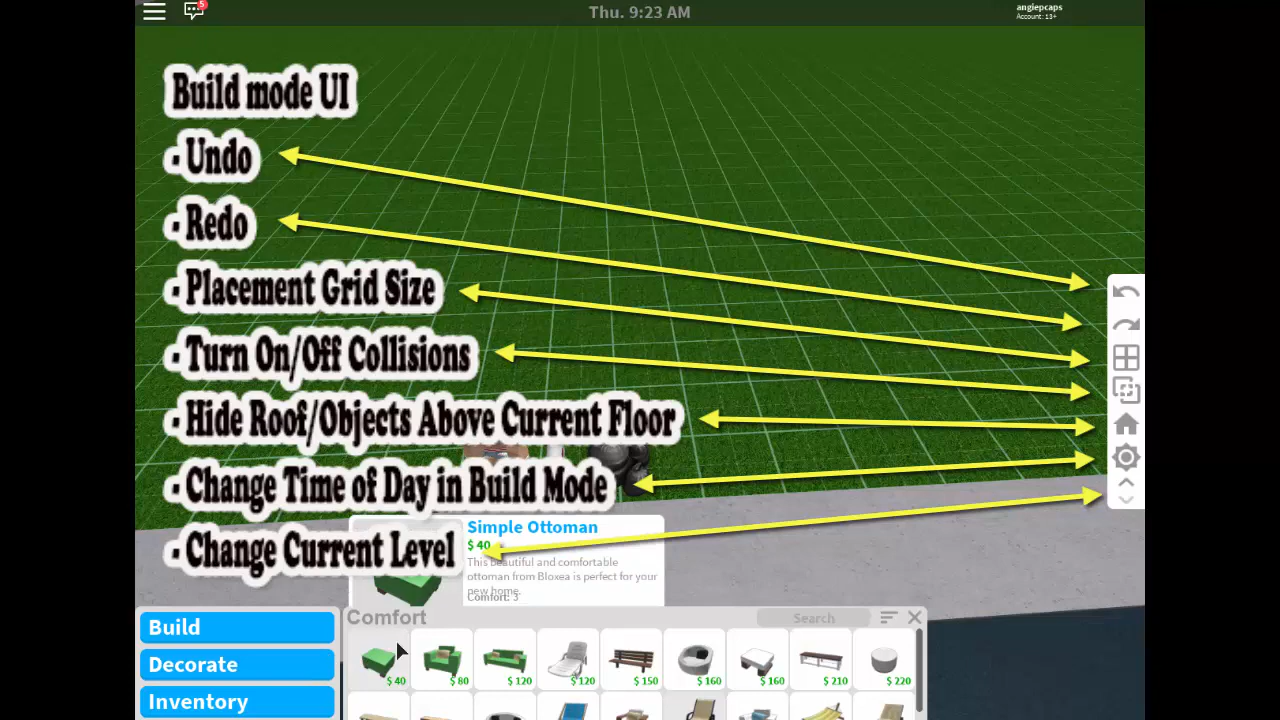 5
Thu. 9:23 AM
angiepcaps
Account: 13+
Build mode UI
- Undo
- Redo
- Placement Grid Size
- Turn On/Off Collisions
- Hide Roof/Objects Above Current Floor
- Change Time of Day in Build Mode
- Change Current Level
Simple Ottoman
$ 40
This beautiful and comfortable
ottoman from Bloxea is perfect for your
new home.
Comfort: 3
Build
Decorate
Inventory
Comfort
Search
$ 40 $ 80 $ 120 $ 120 $ 150 $ 160 $ 160 $ 210 $ 220